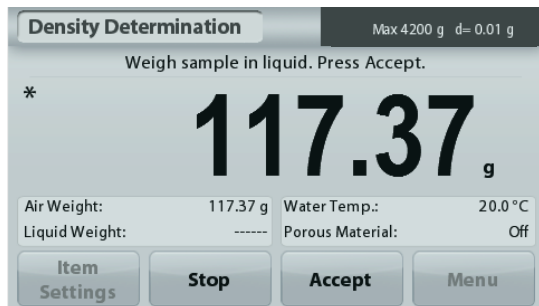 Density Determination Max 4200 g d= 0.01 g
Weigh sample in liquid. Press Accept.
* 117.37 g
Air Weight: 117.37 g Water Temp.: 20.0 °C
Liquid Weight: ------ Porous Material: Off
Item Settings Stop Accept Menu